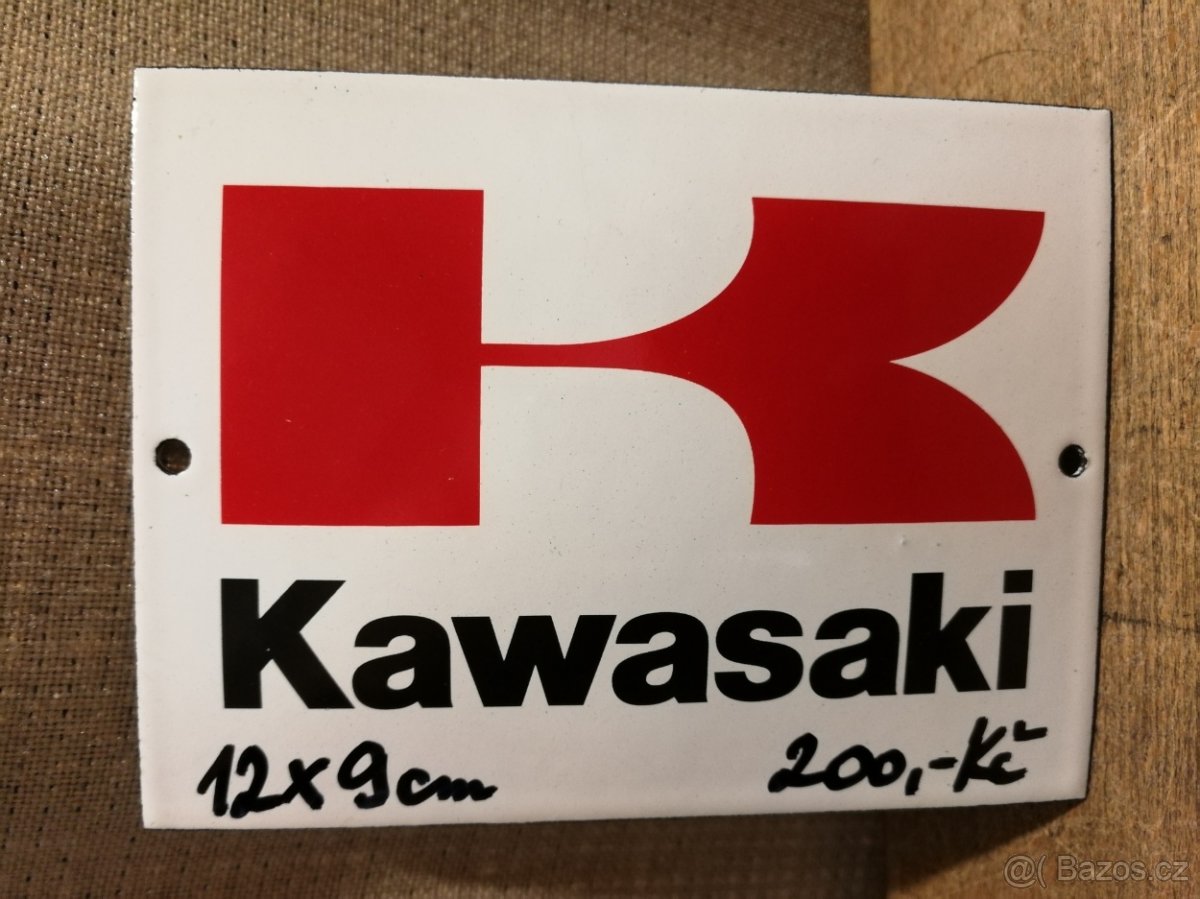 Kawasaki
12x9cm 200,-Kč
@( Bazos.cz